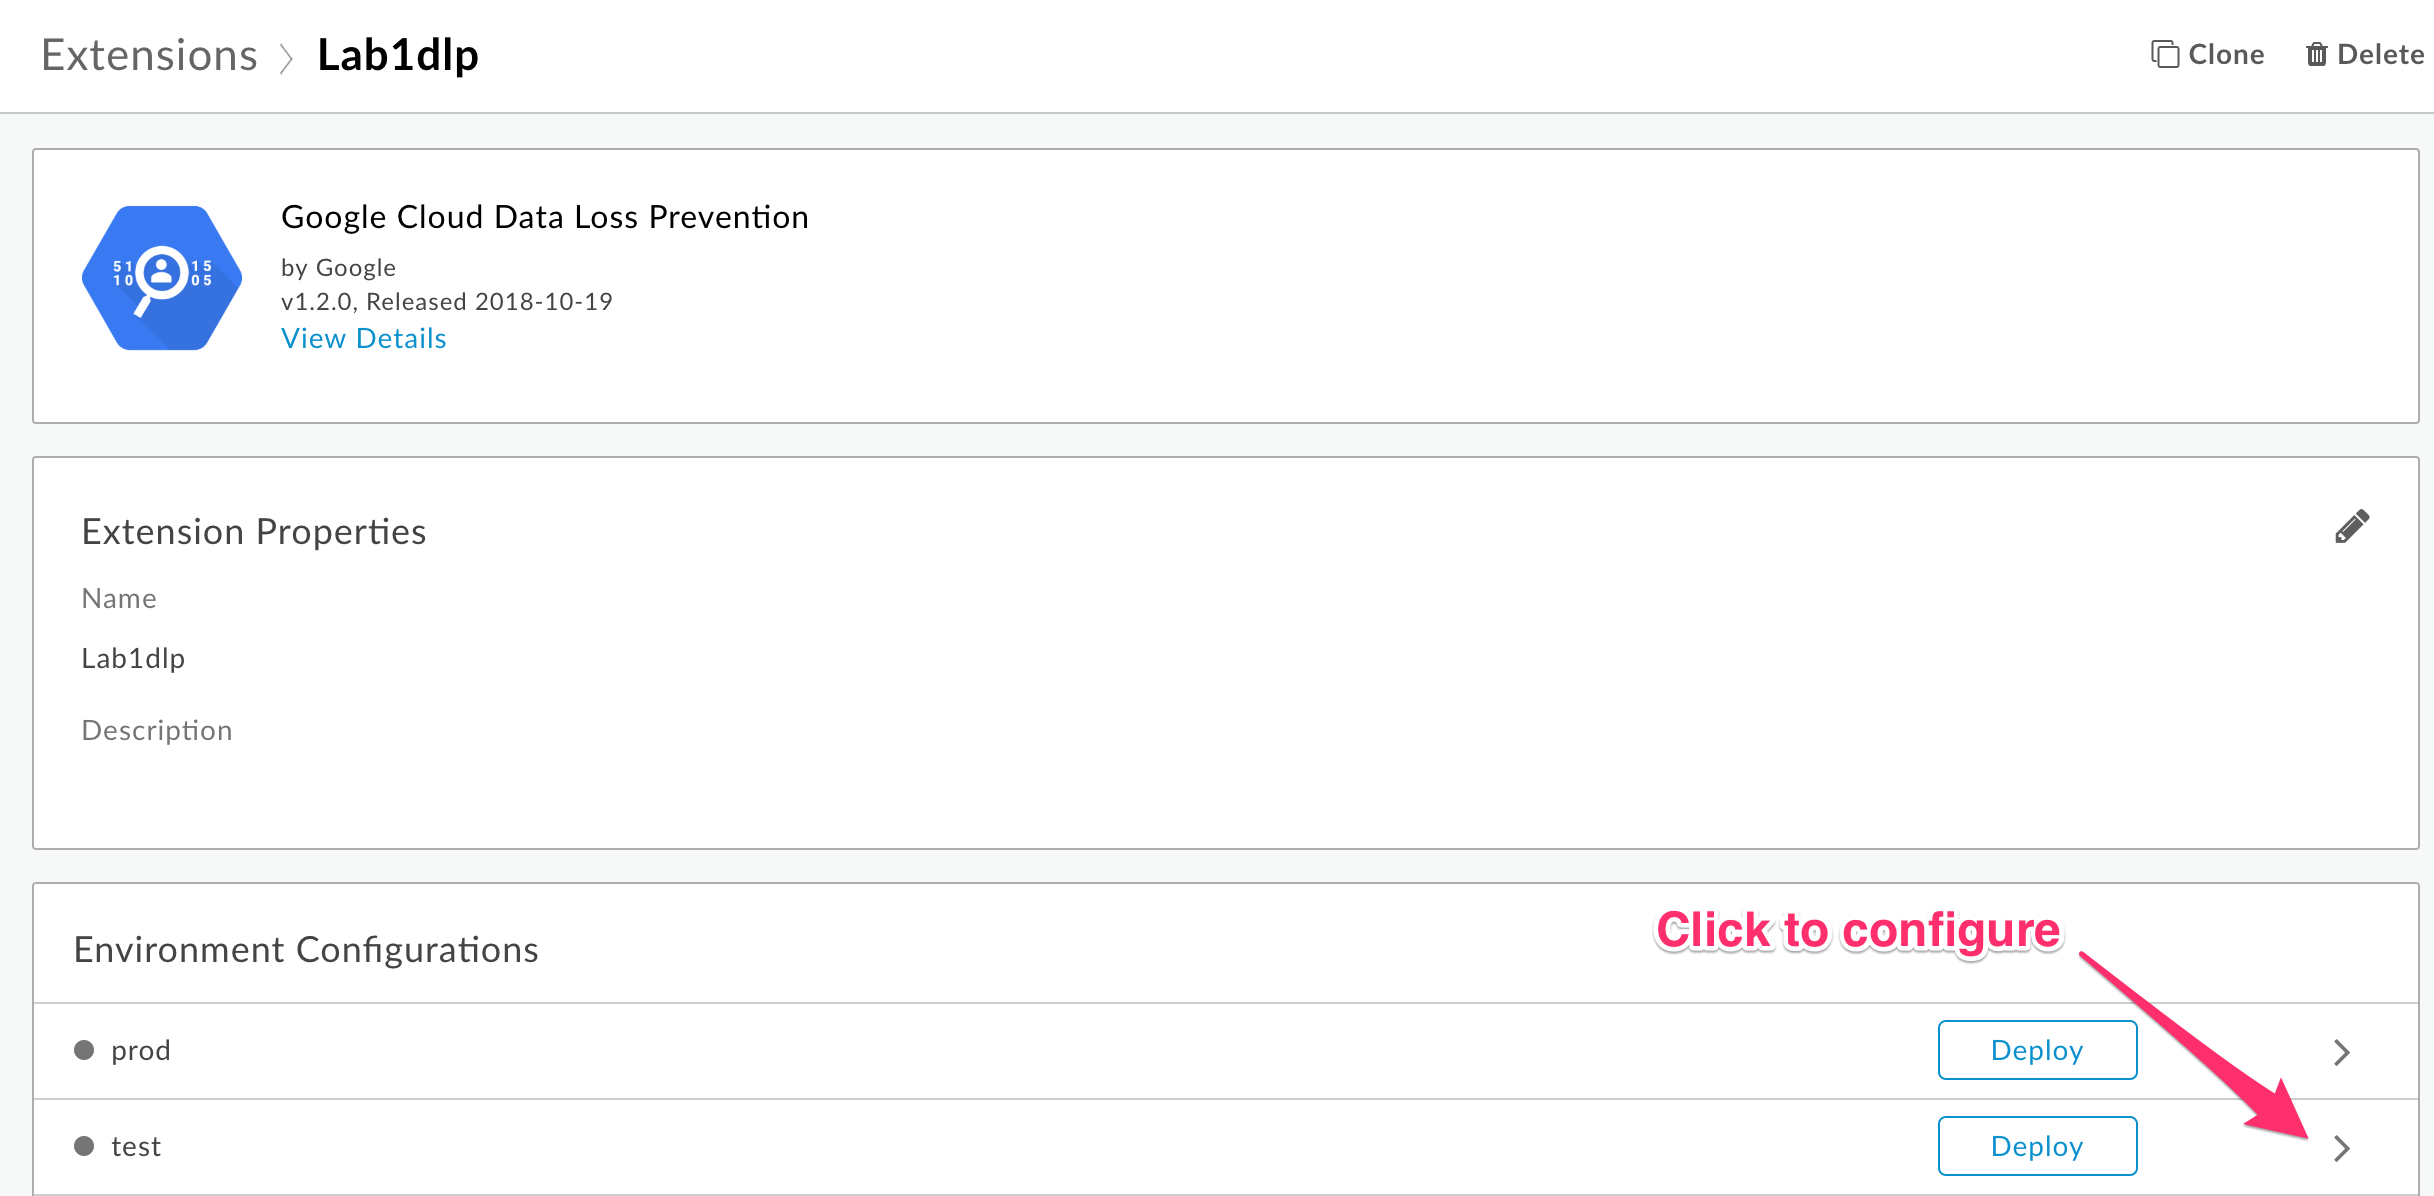 Extensions > Lab1dlp
Clone Delete
Google Cloud Data Loss Prevention
51 15
10 05
by Google
v1.2.0, Released 2018-10-19
View Details
Extension Properties
Name
Lab1dlp
Description
Click to configure
Environment Configurations
prod Deploy
test Deploy